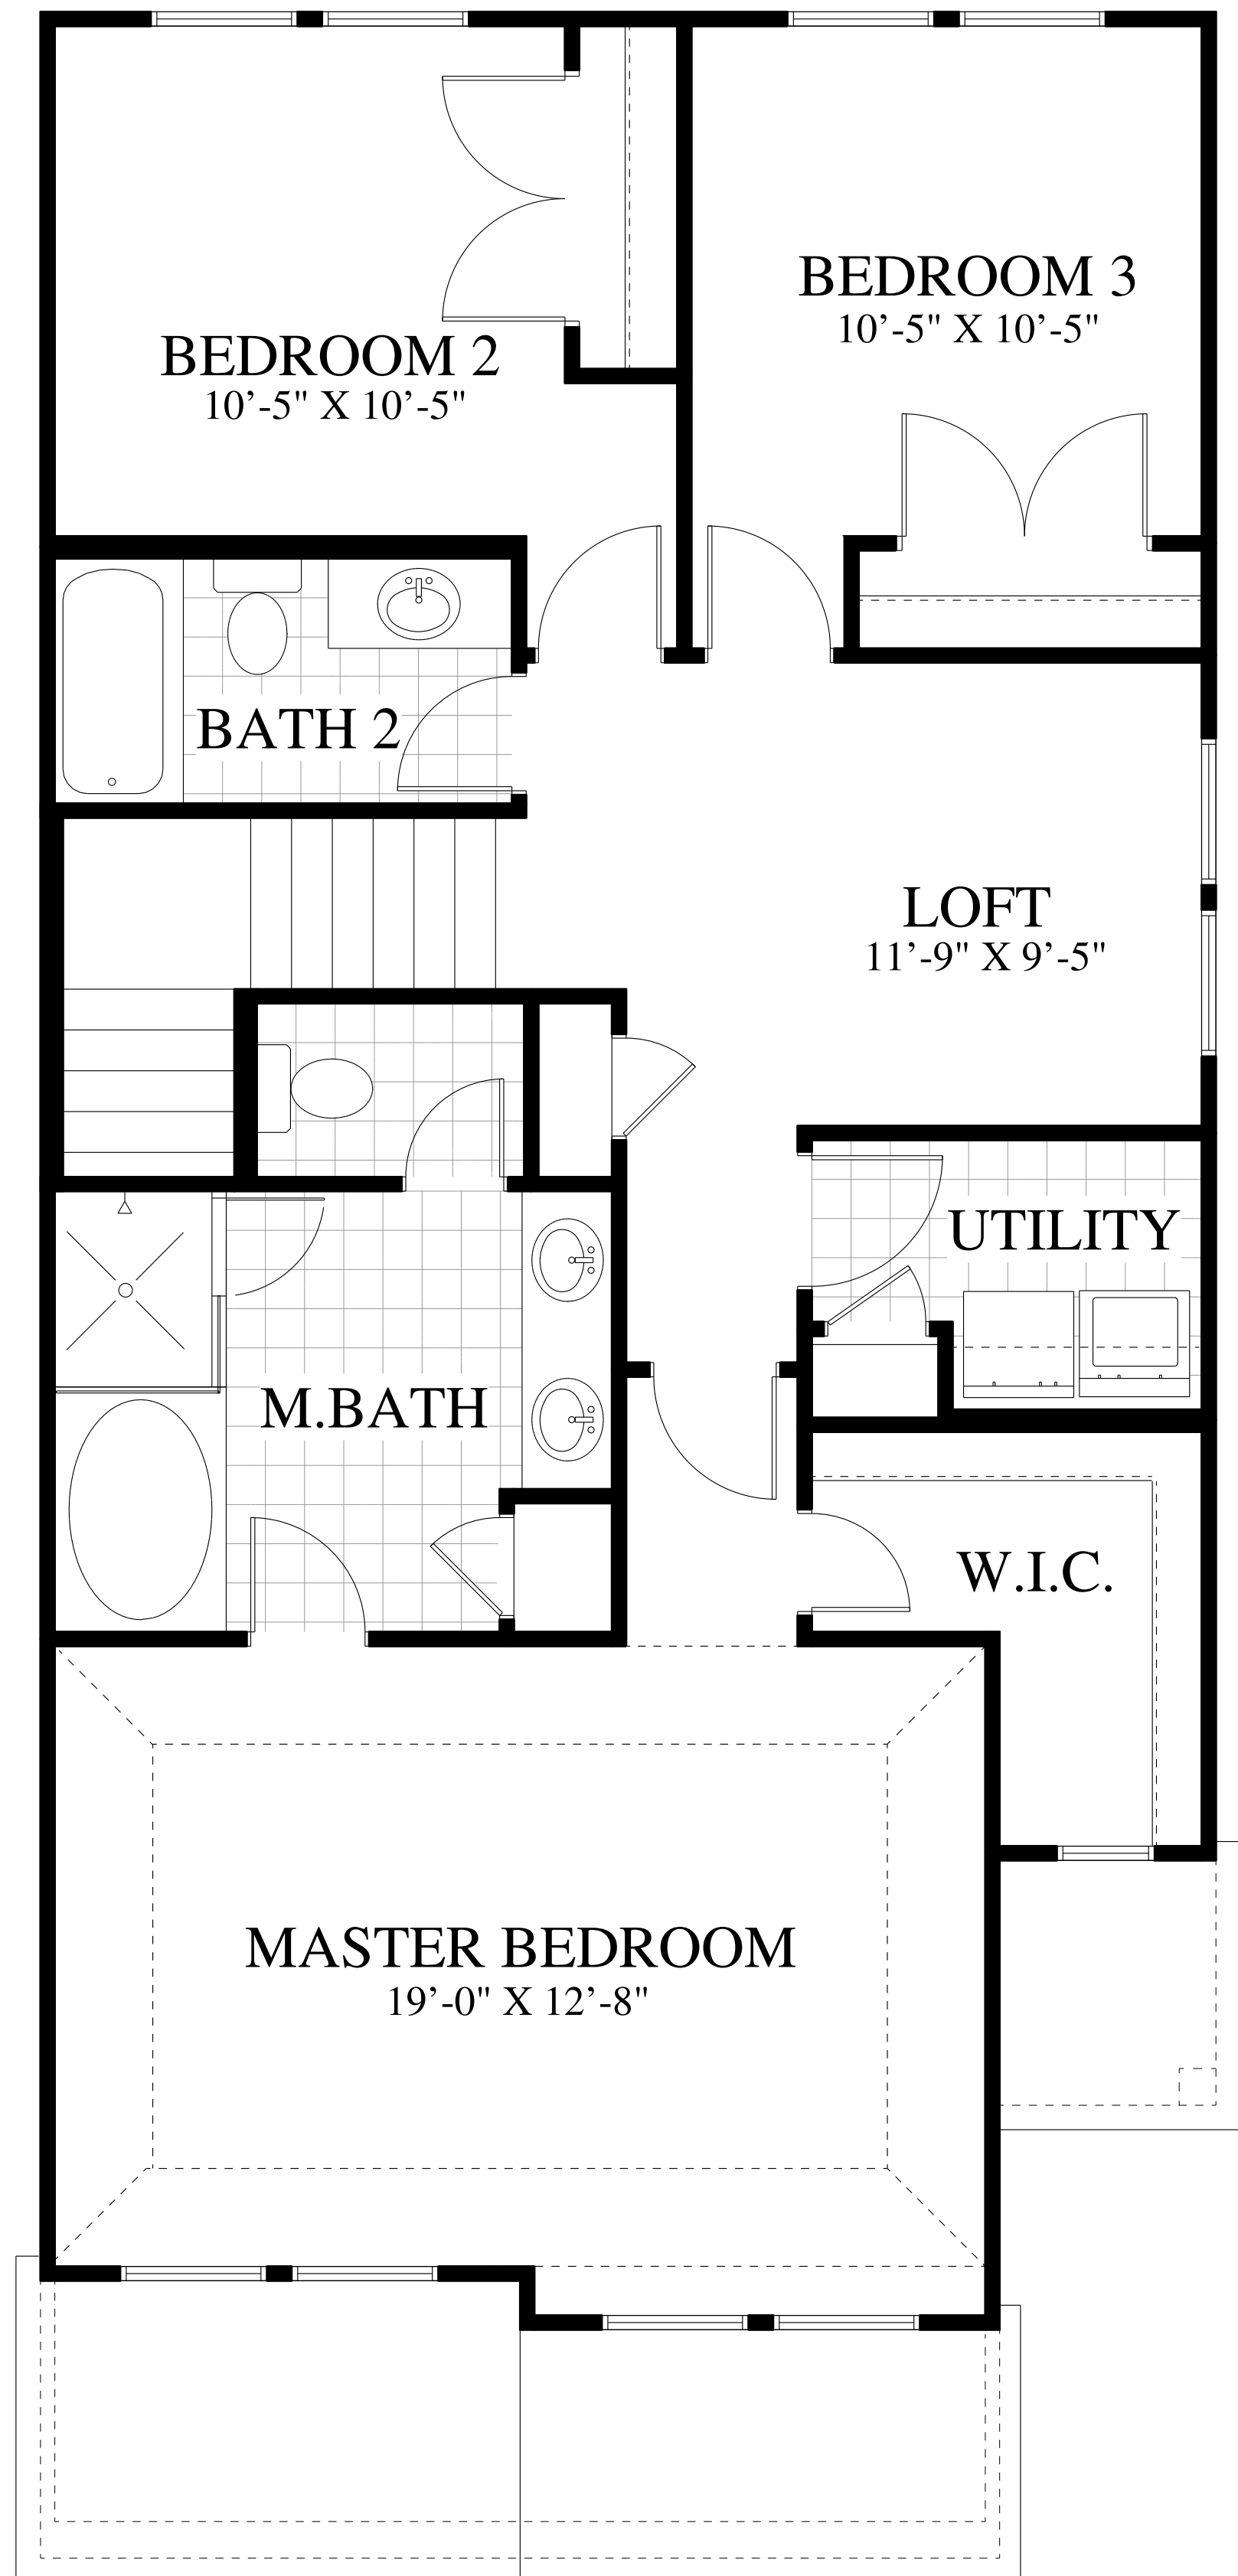 BEDROOM 3
10'-5" X 10'-5"
BEDROOM 2
10'-5" X 10'-5"
BATH 2
LOFT
11'-9" X 9'-5"
UTILITY
M.BATH
W.I.C.
MASTER BEDROOM
19'-0" X 12'-8"